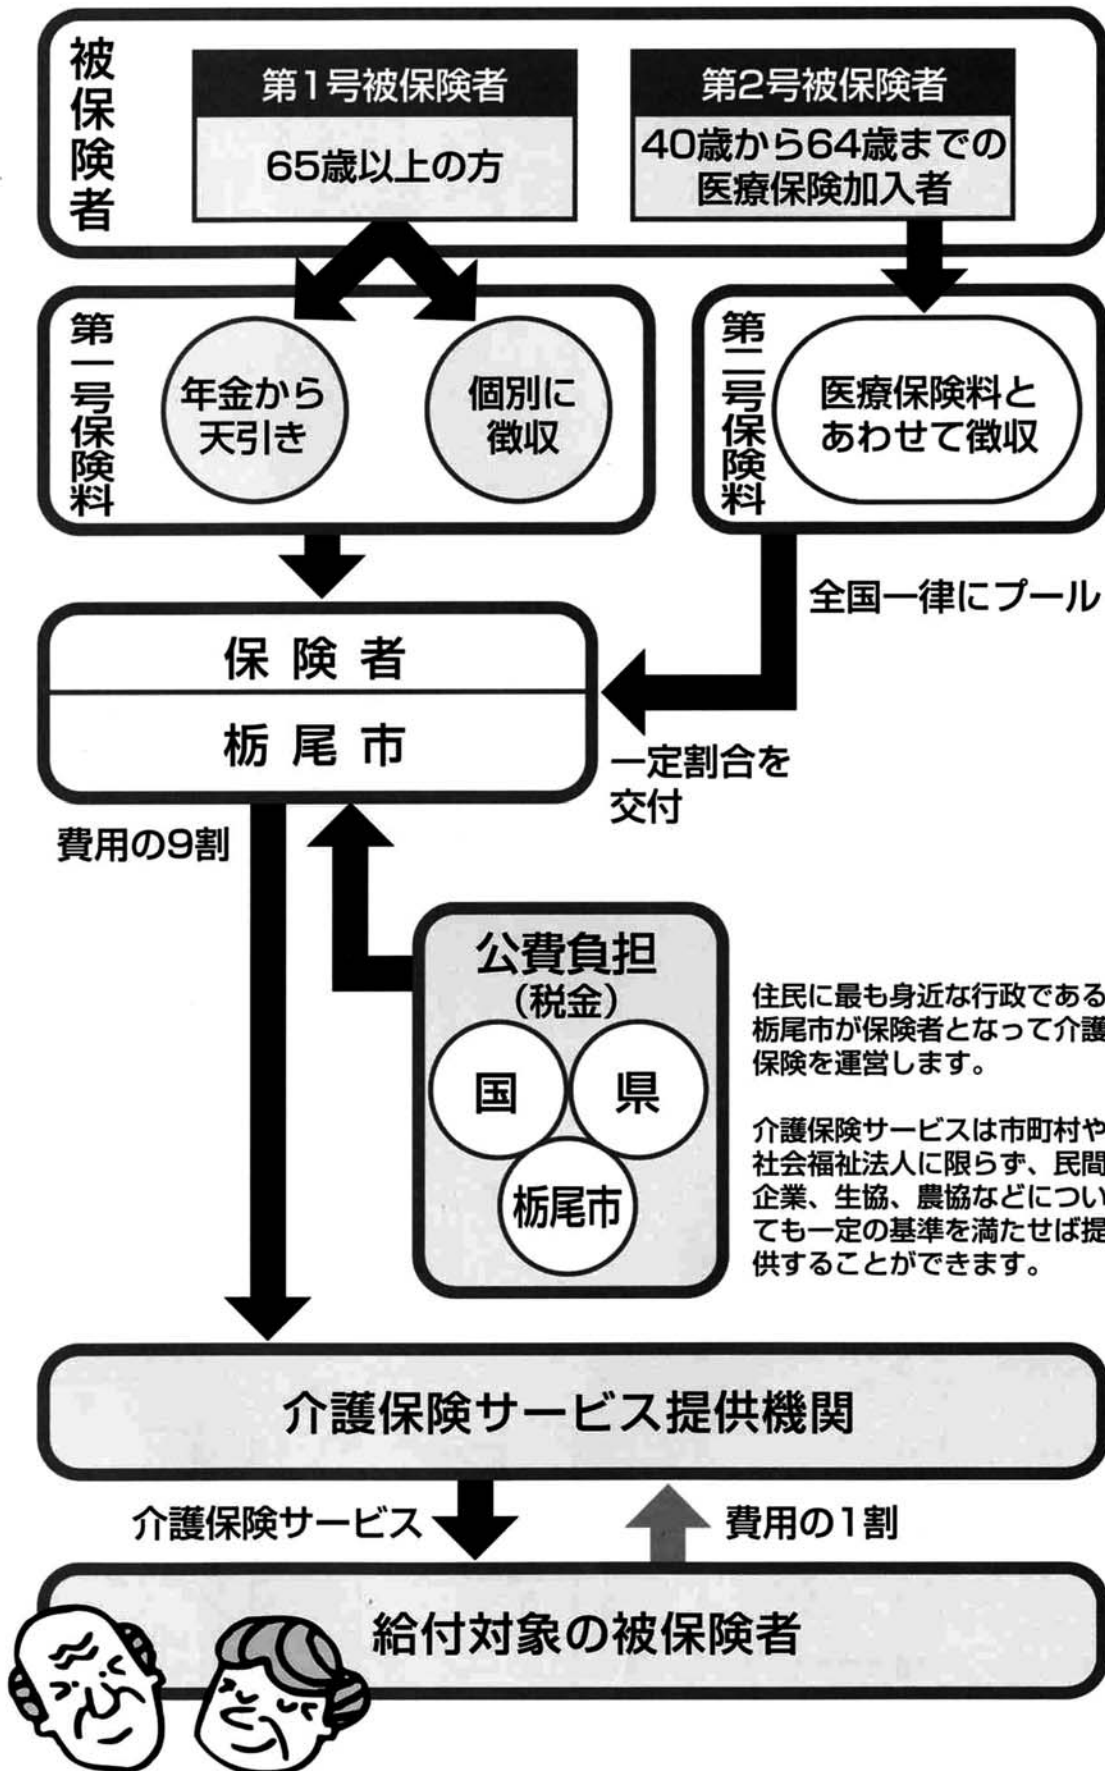 被保険者
第1号被保険者
65歳以上の方
第2号被保険者
40歳から64歳までの
医療保険加入者
第一号保険料
年金から
天引き
個別に
徴収
第二号保険料
医療保険料と
あわせて徴収
全国一律にプール
保険者
栃尾市
一定割合を
交付
費用の9割
公費負担
(税金)
国
県
栃尾市
住民に最も身近な行政である
栃尾市が保険者となって介護
保険を運営します。
介護保険サービスは市町村や
社会福祉法人に限らず、民間
企業、生協、農協などについ
ても一定の基準を満たせば提
供することができます。
介護保険サービス提供機関
介護保険サービス
費用の1割
給付対象の被保険者